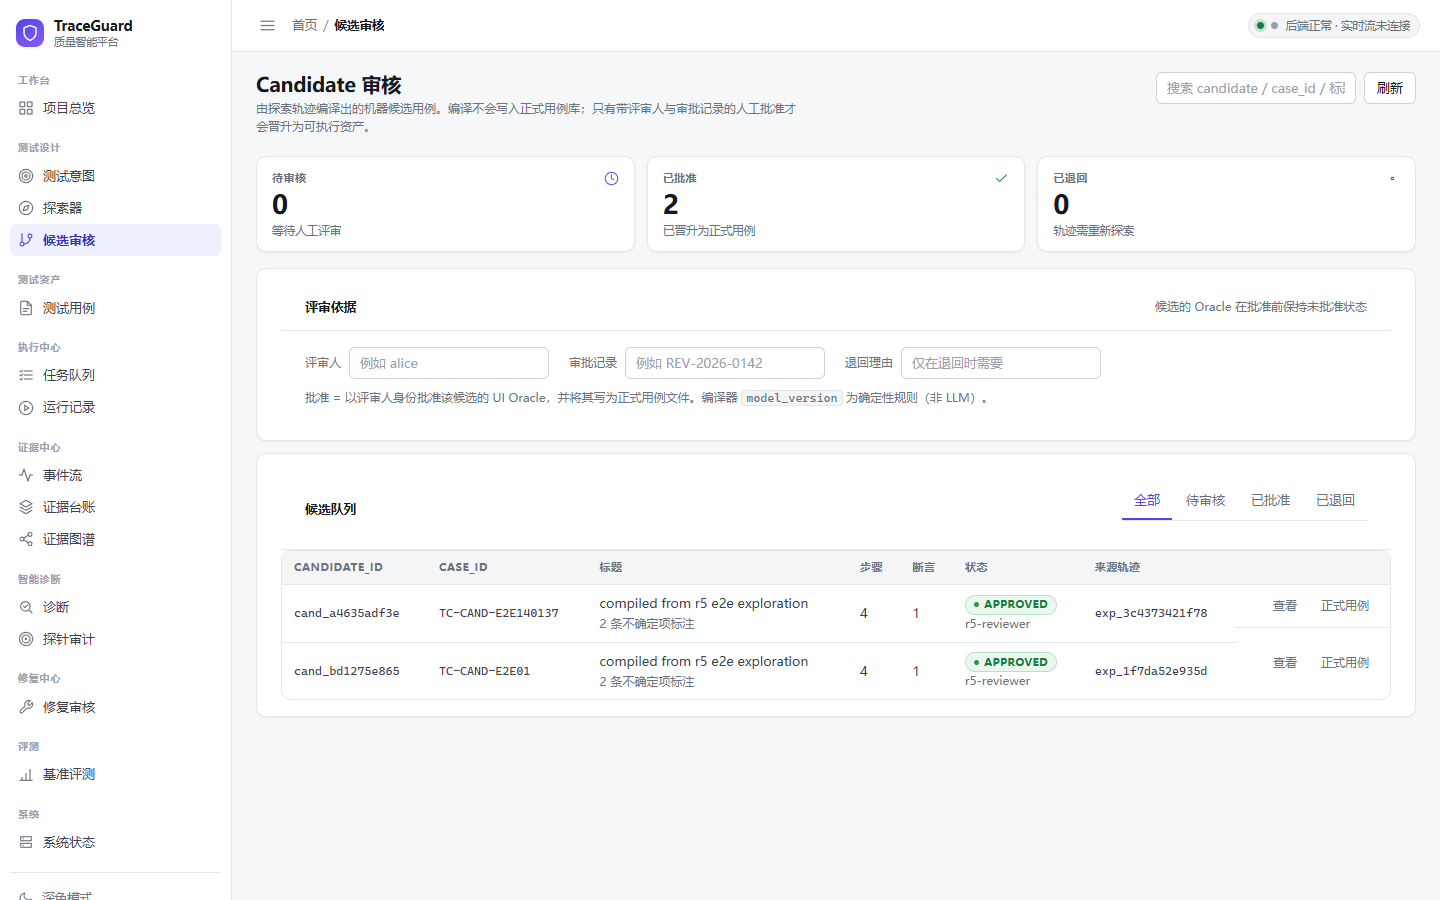 TraceGuard
质量智能平台
工作台
项目总览
测试设计
测试意图
探索器
候选审核
测试资产
测试用例
执行中心
任务队列
运行记录
证据中心
事件流
证据台账
证据图谱
智能诊断
诊断
探针审计
修复中心
修复审核
评测
基准评测
系统
系统状态
深色模式
首页 / 候选审核
后端正常 · 实时流未连接
Candidate 审核
由探索轨迹编译出的机器候选用例。编译不会写入正式用例库；只有带评审人与审批记录的人工批准才
会晋升为可执行资产。
搜索 candidate / case_id / 标
刷新
待审核
0
等待人工评审
已批准
2
已晋升为正式用例
已退回
0
轨迹需重新探索
评审依据
候选的 Oracle 在批准前保持未批准状态
评审人 例如 alice 审批记录 例如 REV-2026-0142 退回理由 仅在退回时需要
批准 = 以评审人身份批准该候选的 UI Oracle，并将其写为正式用例文件。编译器 model_version 为确定性规则（非 LLM）。
候选队列
全部 待审核 已批准 已退回
CANDIDATE_ID CASE_ID 标题 步骤 断言 状态 来源轨迹
cand_a4635adf3e TC-CAND-E2E140137 compiled from r5 e2e exploration 4 1 APPROVED exp_3c4373421f78 查看 正式用例
2 条不确定项标注 r5-reviewer
cand_bd1275e865 TC-CAND-E2E01 compiled from r5 e2e exploration 4 1 APPROVED exp_1f7da52e935d 查看 正式用例
2 条不确定项标注 r5-reviewer